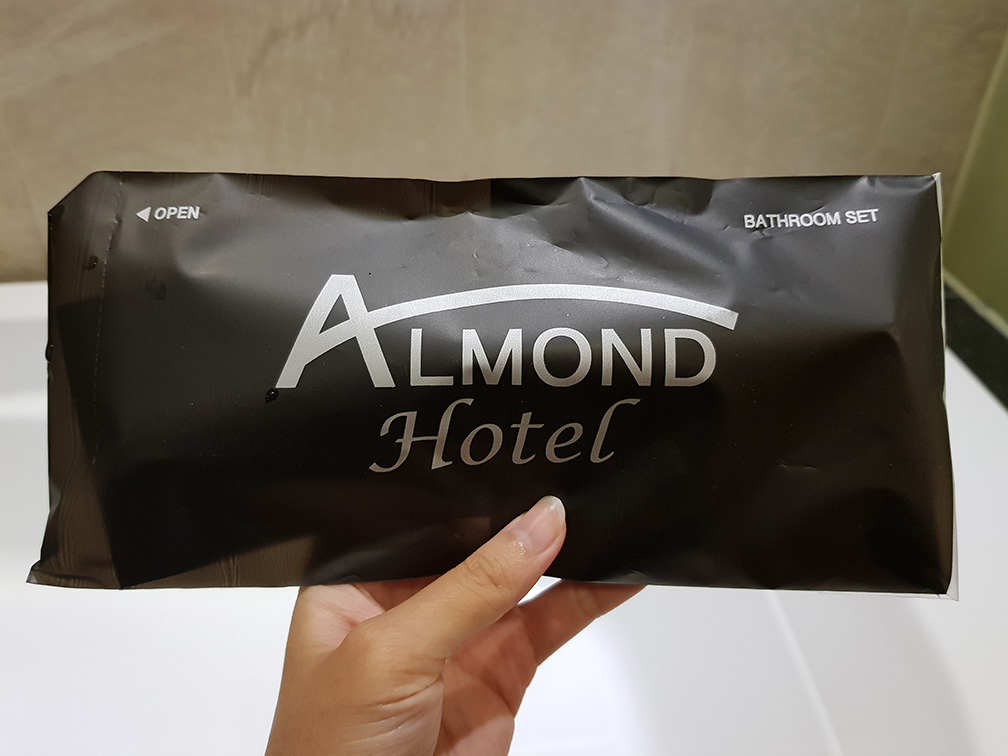 ◀ OPEN
BATHROOM SET
ALMOND
Hotel